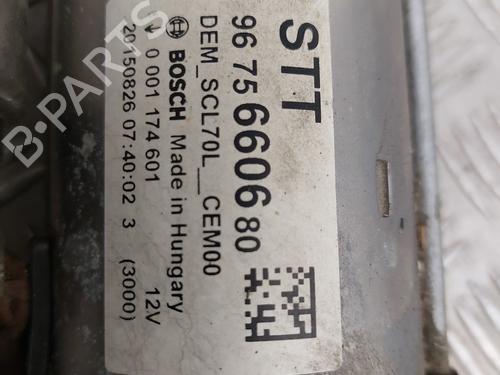 STT
96 75 6606 80
DEM_SCL70L__CEM00
BOSCH Made in Hungary
0 001 174 601 12V
20150826 07:40:02 3 (3000)
B-PARTS